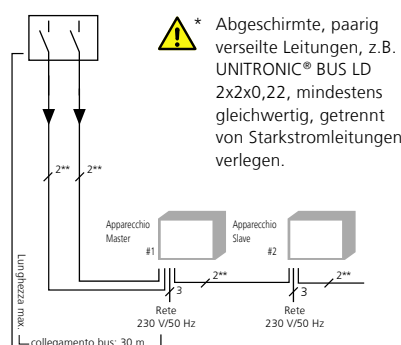 * Abgeschirmte, paarig
verseilte Leitungen, z.B.
UNITRONIC® BUS LD
2x2x0,22, mindestens
gleichwertig, getrennt
von Starkstromleitungen
verlegen.
2** 2**
Apparecchio
Master
#1
Apparecchio
Slave
#2
2**
2**
3
3
Rete
230 V/50 Hz
Rete
230 V/50 Hz
Lunghezza max.
collegamento bus: 30 m